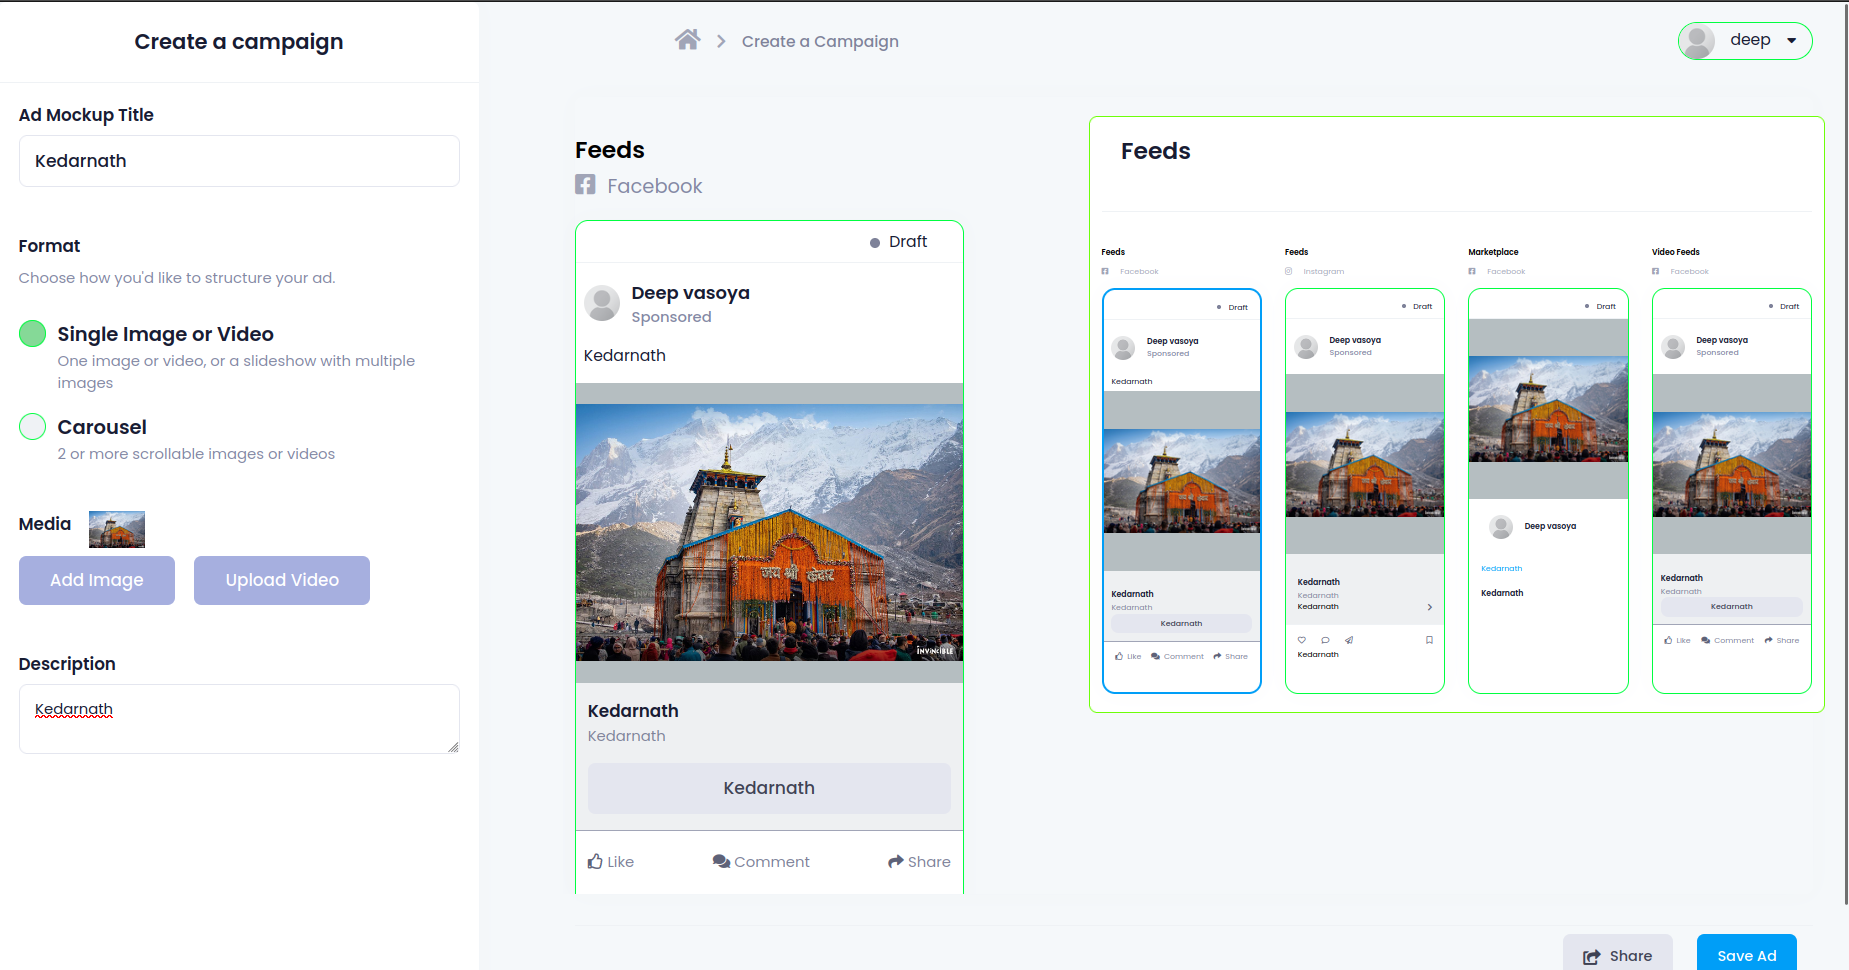 Create a campaign
Ad Mockup Title
Kedarnath
Format
Choose how you'd like to structure your ad.
Single Image or Video
One image or video, or a slideshow with multiple
images
Carousel
2 or more scrollable images or videos
Media
Add Image
Upload Video
Description
Kedarnath
Create a Campaign
deep
Feeds
Facebook
Draft
Deep vasoya
Sponsored
Kedarnath
जय श्री केदार
INVINCIBLE
Kedarnath
Kedarnath
Kedarnath
Like
Comment
Share
Feeds
Feeds
Facebook
Draft
Deep vasoya
Sponsored
Kedarnath
Kedarnath
Kedarnath
Kedarnath
Like
Comment
Share
Feeds
Instagram
Draft
Deep vasoya
Sponsored
Kedarnath
Kedarnath
Kedarnath
Kedarnath
Marketplace
Facebook
Draft
Deep vasoya
Kedarnath
Kedarnath
Video Feeds
Facebook
Draft
Deep vasoya
Sponsored
Kedarnath
Kedarnath
Kedarnath
Like
Comment
Share
Share
Save Ad